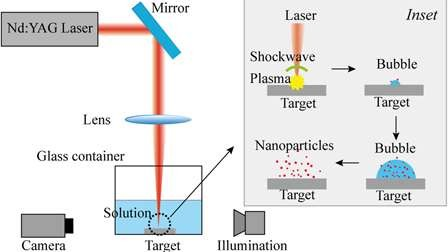 Nd:YAG Laser
Mirror
Lens
Glass container
Solution
Camera
Target
Illumination
Inset
Laser
Shockwave
Plasma
Target
Bubble
Target
Nanoparticles
Target
Bubble
Target